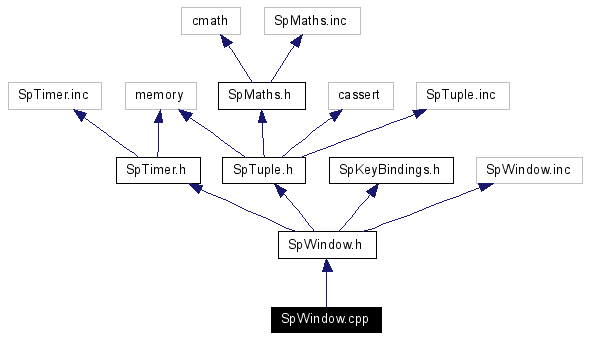 cmath
SpMaths.inc
SpTimer.inc
memory
SpMaths.h
cassert
SpTuple.inc
SpTimer.h
SpTuple.h
SpKeyBindings.h
SpWindow.inc
SpWindow.h
SpWindow.cpp